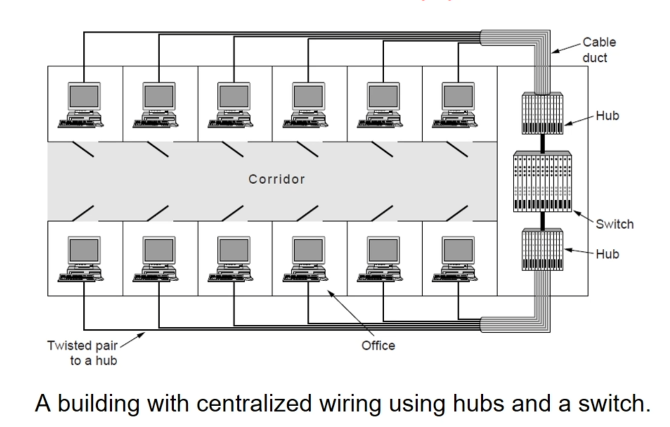 Cable
duct
Hub
Corridor
Switch
Hub
Twisted pair
to a hub
Office
A building with centralized wiring using hubs and a switch.